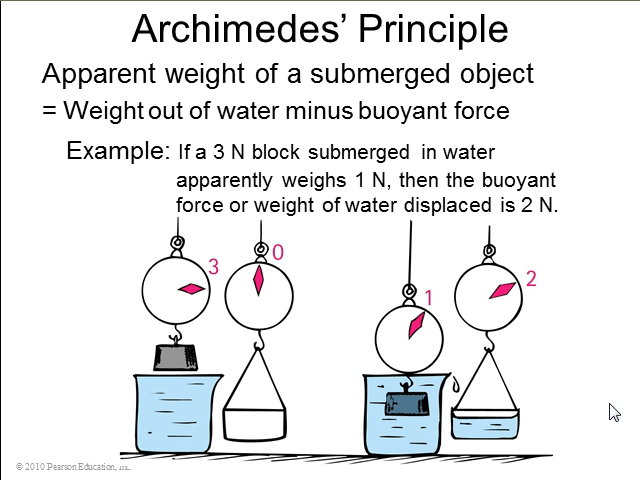 Archimedes’ Principle
Apparent weight of a submerged object
= Weight out of water minus buoyant force
Example: If a 3 N block submerged in water
apparently weighs 1 N, then the buoyant
force or weight of water displaced is 2 N.
3 0 1 2
© 2010 Pearson Education, Inc.